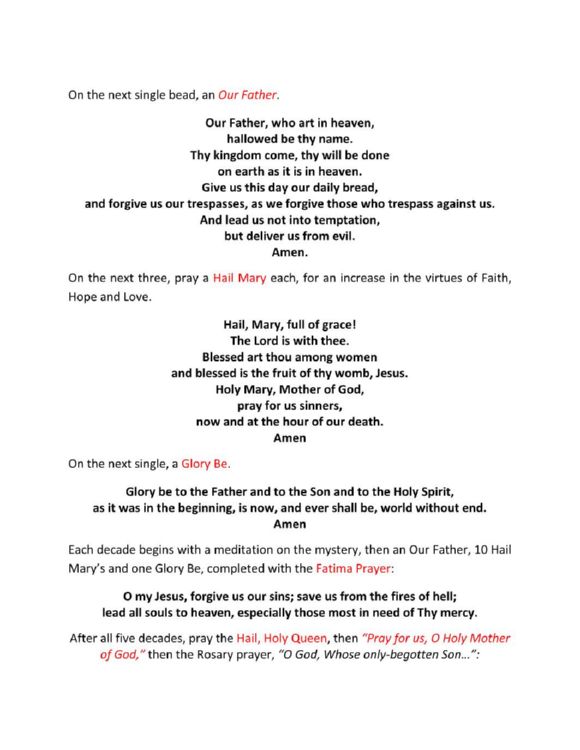 On the next single bead, an Our Father.
Our Father, who art in heaven,
hallowed be thy name.
Thy kingdom come, thy will be done
on earth as it is in heaven.
Give us this day our daily bread,
and forgive us our trespasses, as we forgive those who trespass against us.
And lead us not into temptation,
but deliver us from evil.
Amen.
On the next three, pray a Hail Mary each, for an increase in the virtues of Faith,
Hope and Love.
Hail, Mary, full of grace!
The Lord is with thee.
Blessed art thou among women
and blessed is the fruit of thy womb, Jesus.
Holy Mary, Mother of God,
pray for us sinners,
now and at the hour of our death.
Amen
On the next single, a Glory Be.
Glory be to the Father and to the Son and to the Holy Spirit,
as it was in the beginning, is now, and ever shall be, world without end.
Amen
Each decade begins with a meditation on the mystery, then an Our Father, 10 Hail
Mary’s and one Glory Be, completed with the Fatima Prayer:
O my Jesus, forgive us our sins; save us from the fires of hell;
lead all souls to heaven, especially those most in need of Thy mercy.
After all five decades, pray the Hail, Holy Queen, then “Pray for us, O Holy Mother
of God,” then the Rosary prayer, “O God, Whose only-begotten Son…”: